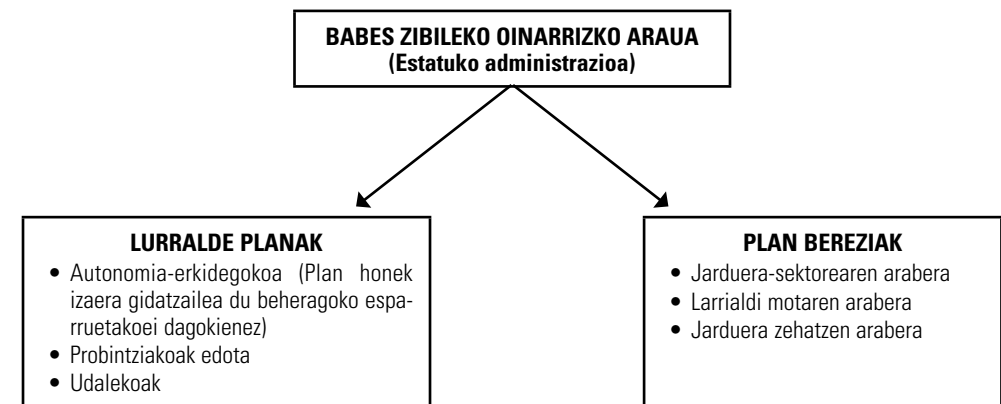 BABES ZIBILEKO OINARRIZKO ARAUA
(Estatuko administrazioa)
LURRALDE PLANAK
• Autonomia-erkidegokoa (Plan honek
izaera gidatzailea du beheragoko espa-
rruetakoei dagokienez)
• Probintziakoak edota
• Udalekoak
PLAN BEREZIAK
• Jarduera-sektorearen arabera
• Larrialdi motaren arabera
• Jarduera zehatzen arabera